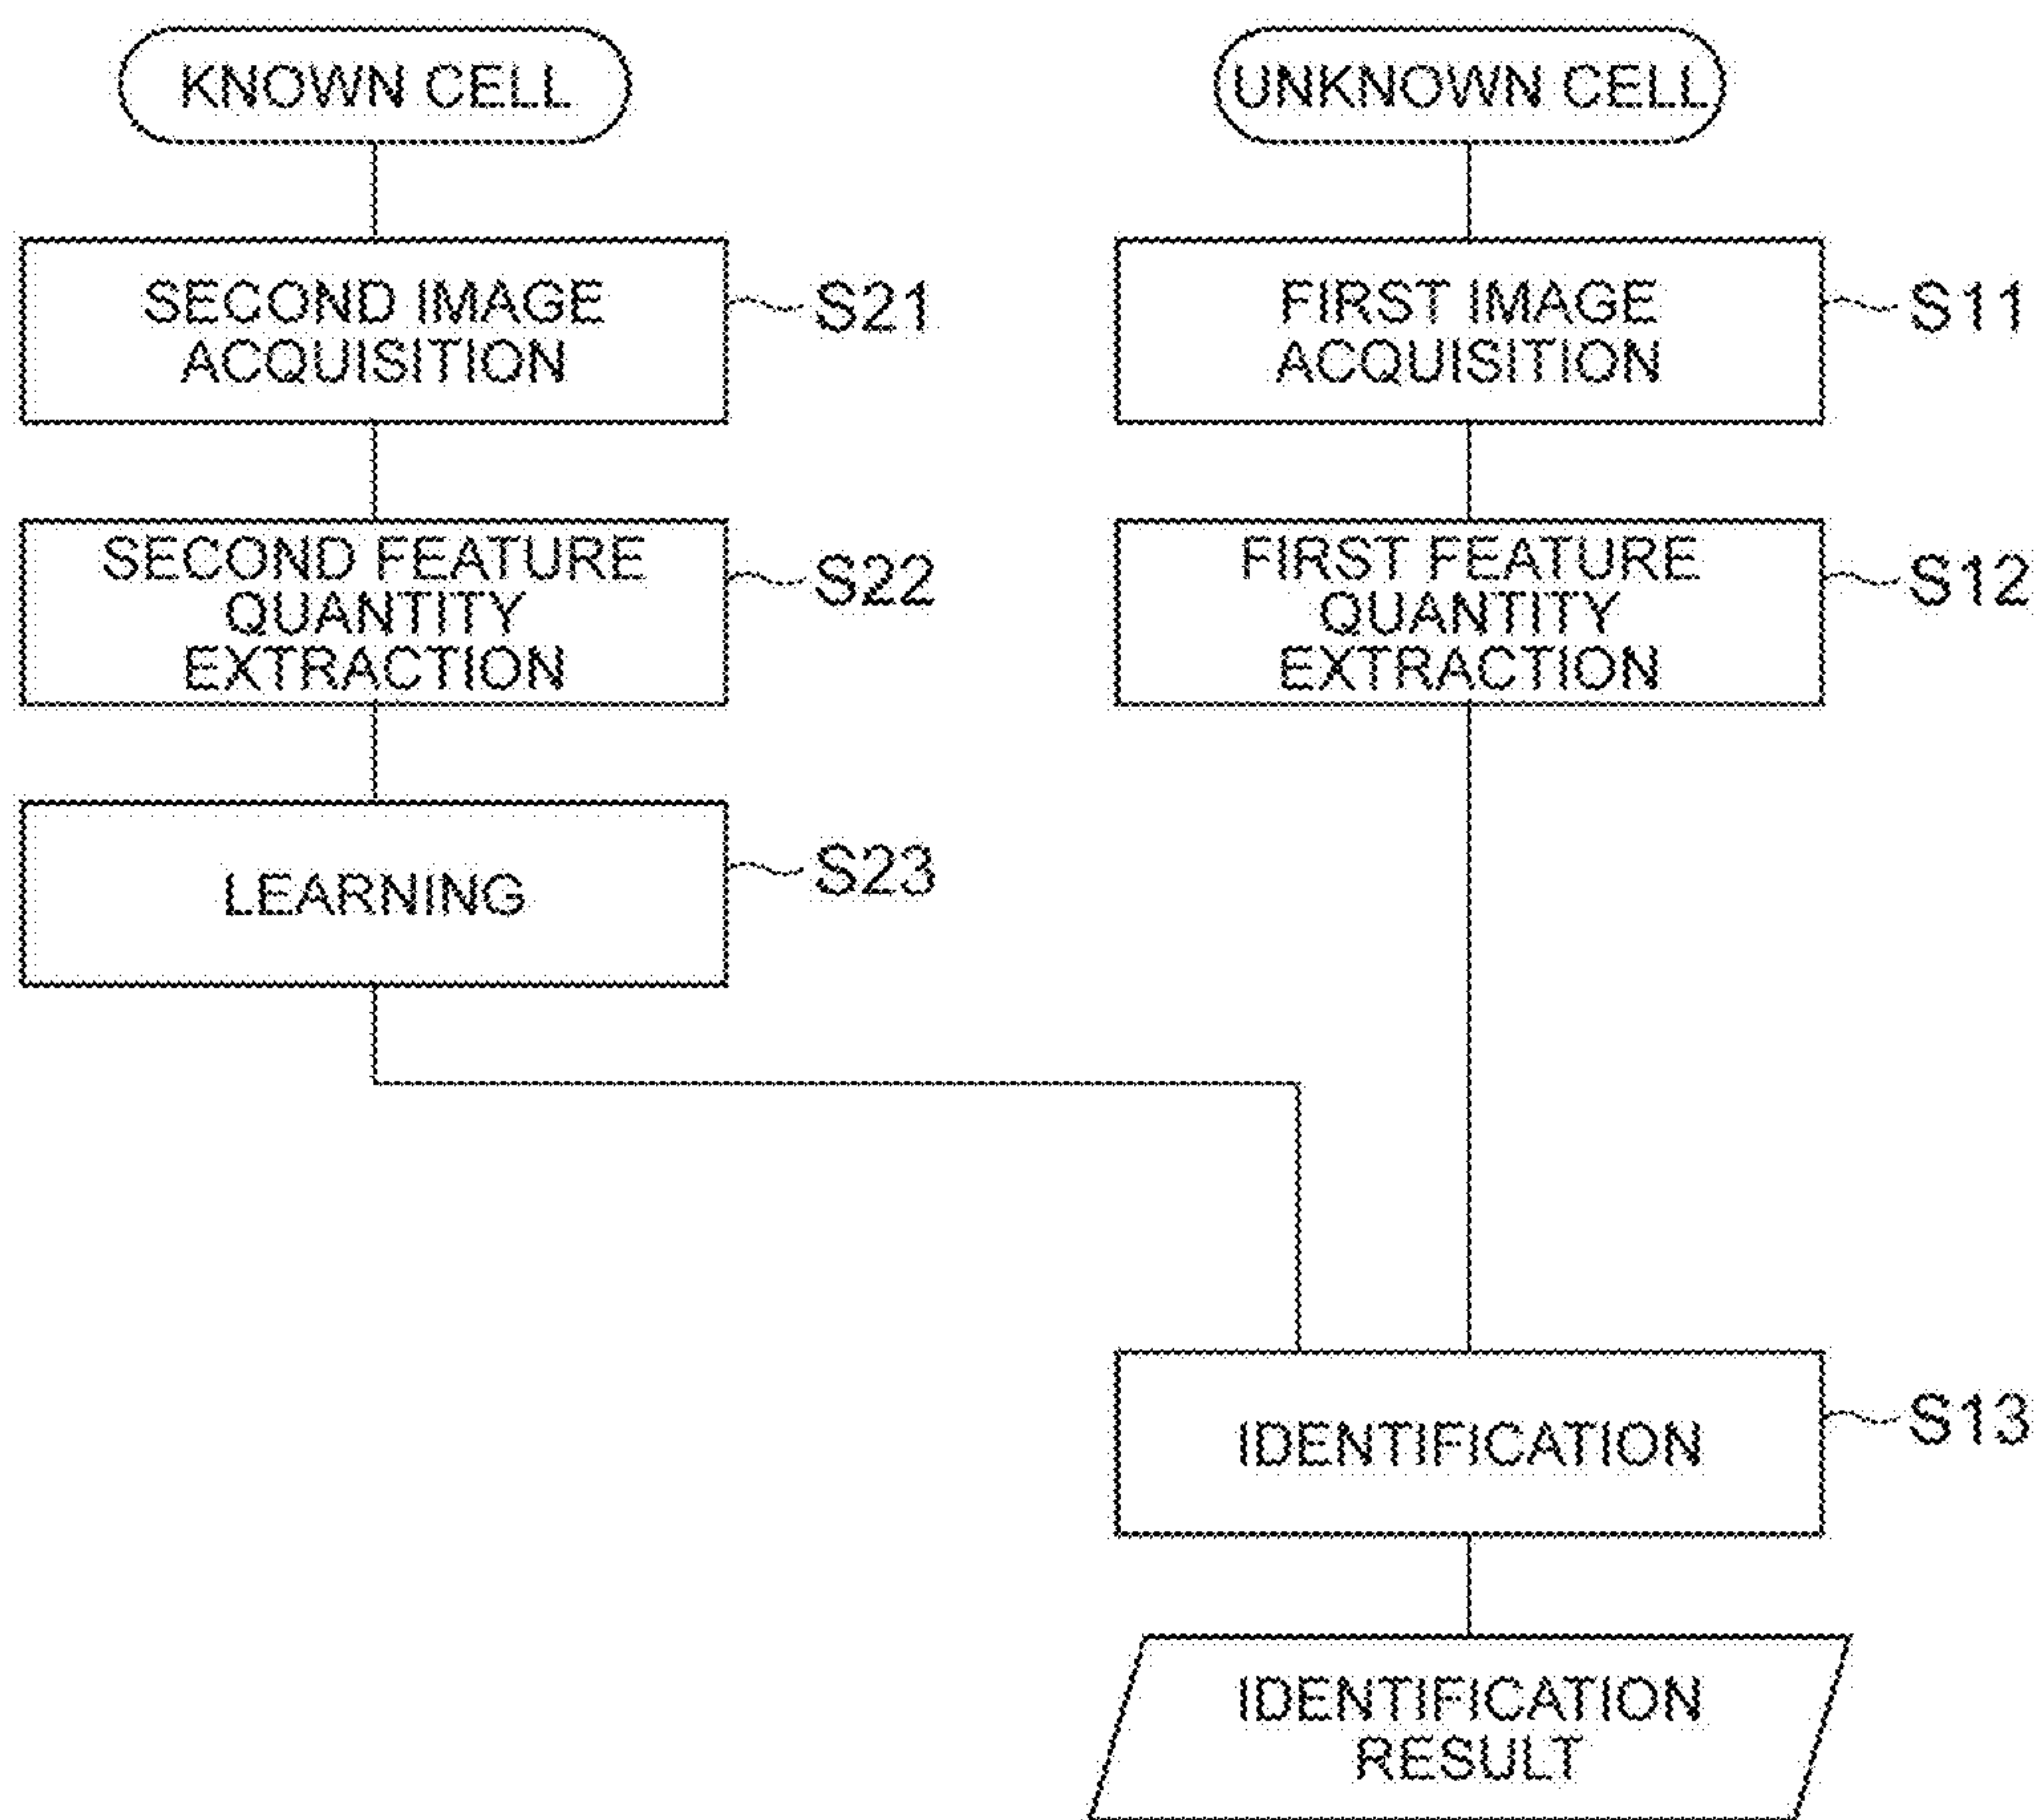 KNOWN CELL
SECOND IMAGE
ACQUISITION
S21
SECOND FEATURE
QUANTITY
EXTRACTION
S22
LEARNING
S23
UNKNOWN CELL
FIRST IMAGE
ACQUISITION
S11
FIRST FEATURE
QUANTITY
EXTRACTION
S12
IDENTIFICATION
S13
IDENTIFICATION
RESULT